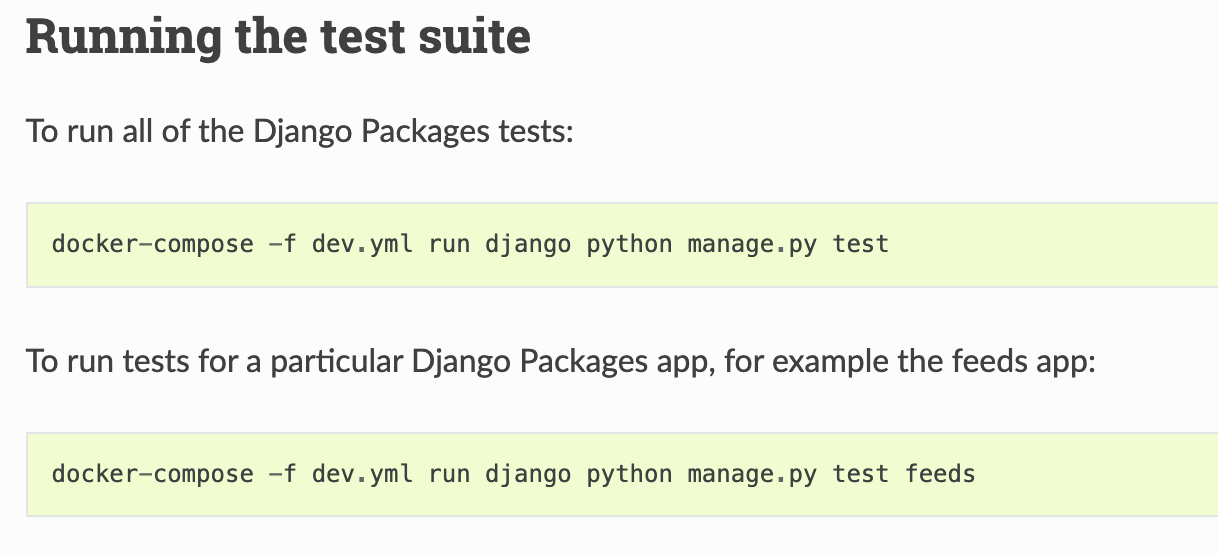 Running the test suite
To run all of the Django Packages tests:
docker-compose -f dev.yml run django python manage.py test
To run tests for a particular Django Packages app, for example the feeds app:
docker-compose -f dev.yml run django python manage.py test feeds